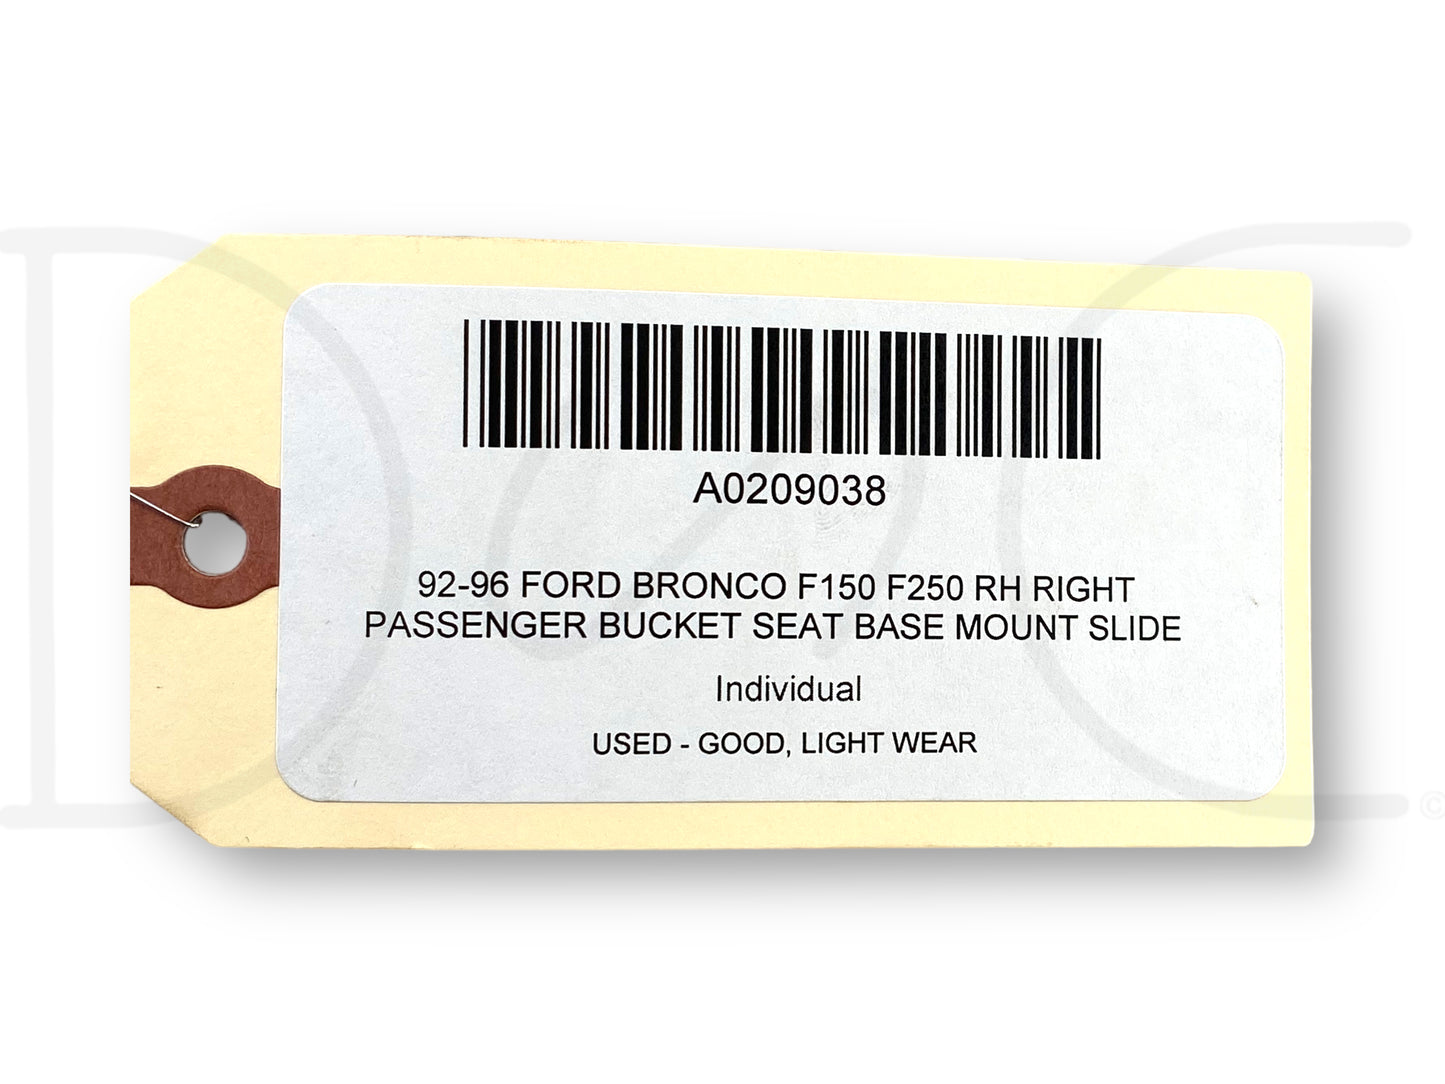 A0209038
92-96 FORD BRONCO F150 F250 RH RIGHT
PASSENGER BUCKET SEAT BASE MOUNT SLIDE
Individual
USED - GOOD, LIGHT WEAR
D C ©